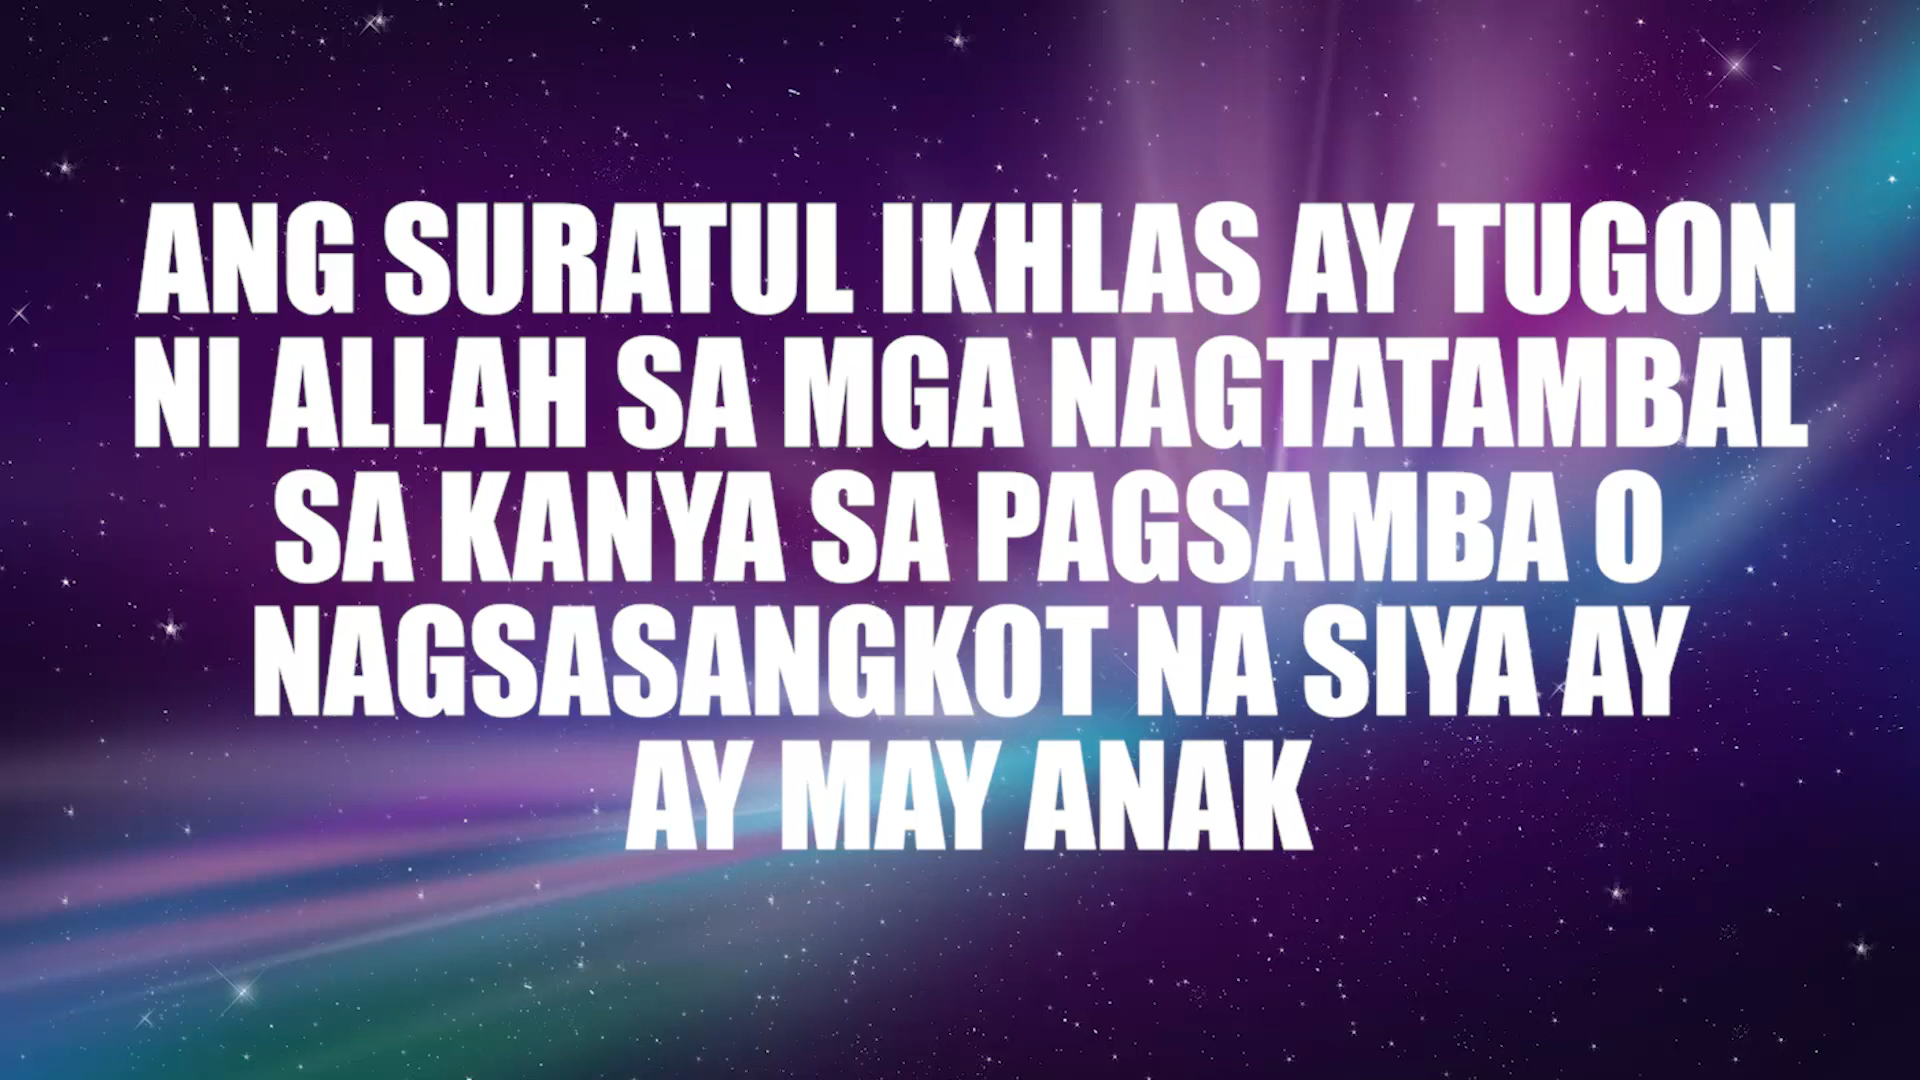 ANG SURATUL IKHLAS AY TUGON
NI ALLAH SA MGA NAGTATAMBAL
SA KANYA SA PAGSAMBA O
NAGSASANGKOT NA SIYA AY
AY MAY ANAK